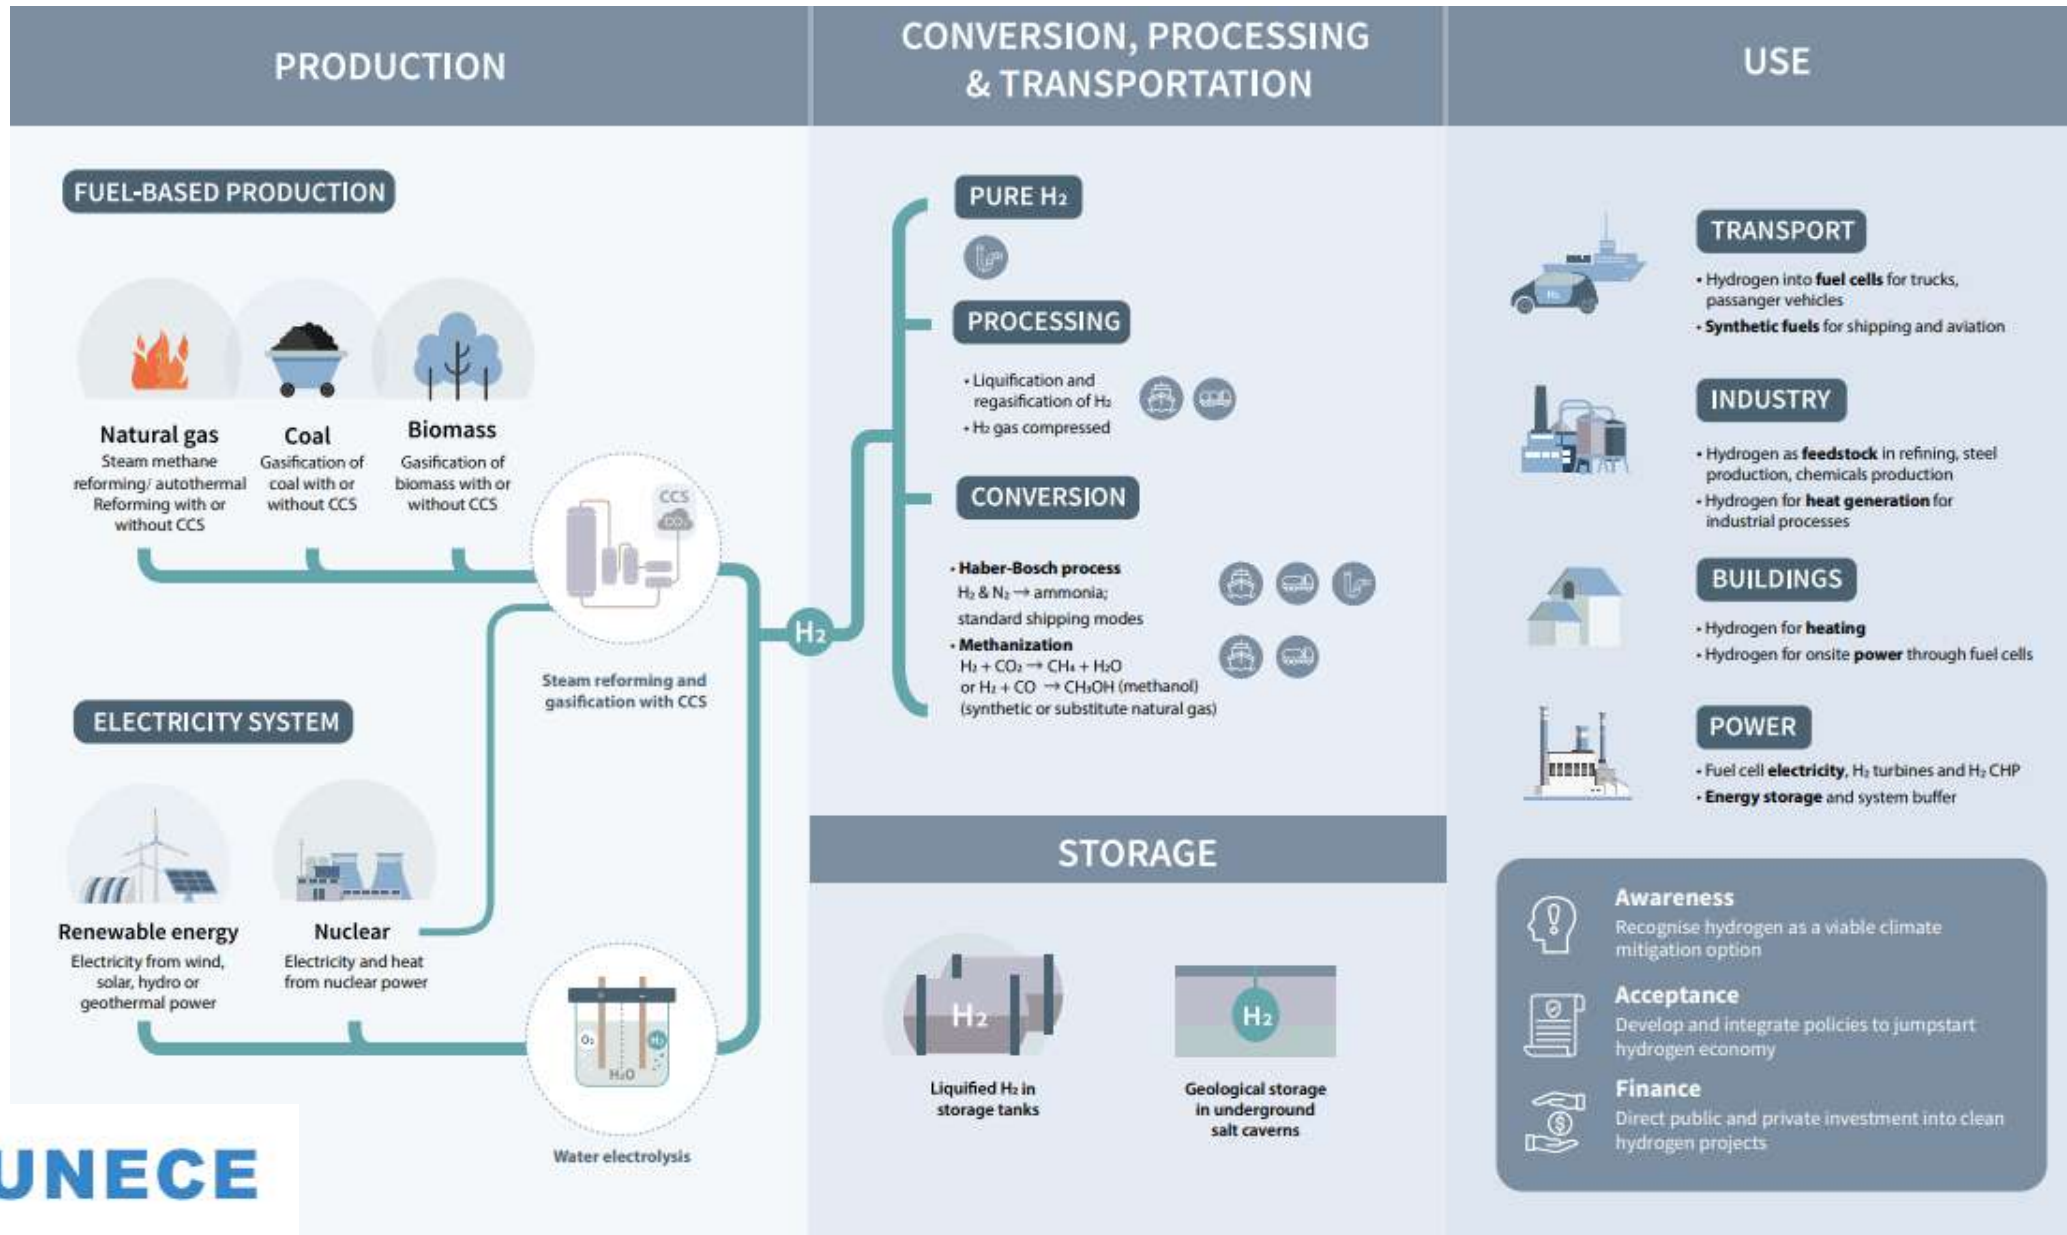 PRODUCTION
FUEL-BASED PRODUCTION
Natural gas
Steam methane
reforming/ autothermal
Reforming with or
without CCS
Coal
Gasification of
coal with or
without CCS
Biomass
Gasification of
biomass with or
without CCS
CCS
CO₂
Steam reforming and
gasification with CCS
ELECTRICITY SYSTEM
Renewable energy
Electricity from wind,
solar, hydro or
geothermal power
Nuclear
Electricity and heat
from nuclear power
O₂
H₂
H₂O
Water electrolysis
UNECE
H₂
CONVERSION, PROCESSING
& TRANSPORTATION
PURE H₂
PROCESSING
• Liquification and
regasification of H₂
• H₂ gas compressed
CONVERSION
• Haber-Bosch process
H₂ & N₂ → ammonia;
standard shipping modes
• Methanization
H₂ + CO₂ → CH₄ + H₂O
or H₂ + CO → CH₃OH (methanol)
(synthetic or substitute natural gas)
STORAGE
H₂
Liquified H₂ in
storage tanks
H₂
Geological storage
in underground
salt caverns
USE
H₂
TRANSPORT
• Hydrogen into fuel cells for trucks,
passanger vehicles
• Synthetic fuels for shipping and aviation
INDUSTRY
• Hydrogen as feedstock in refining, steel
production, chemicals production
• Hydrogen for heat generation for
industrial processes
BUILDINGS
• Hydrogen for heating
• Hydrogen for onsite power through fuel cells
POWER
• Fuel cell electricity, H₂ turbines and H₂ CHP
• Energy storage and system buffer
Awareness
Recognise hydrogen as a viable climate
mitigation option
Acceptance
Develop and integrate policies to jumpstart
hydrogen economy
Finance
Direct public and private investment into clean
hydrogen projects